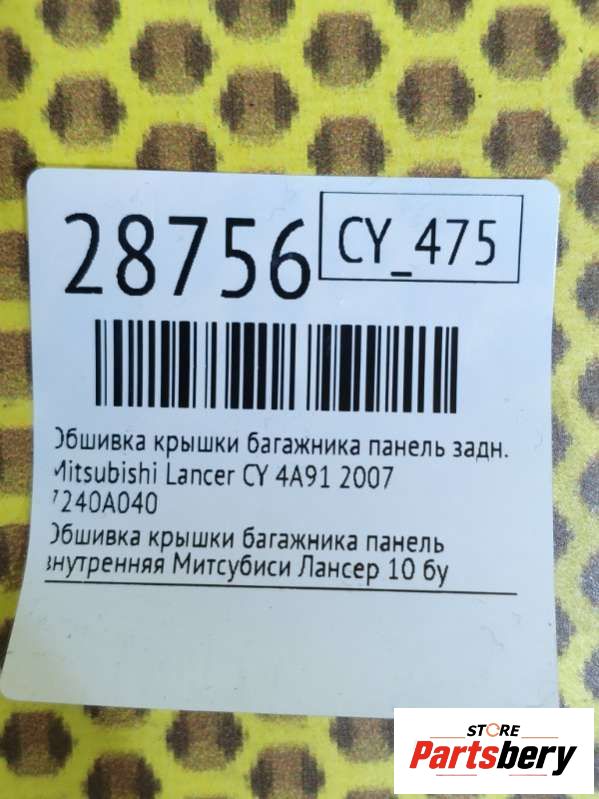 28756
CY_475
Обшивка крышки багажника панель задн.
Mitsubishi Lancer CY 4A91 2007
7240A040
Обшивка крышки багажника панель
внутренняя Митсубиси Лансер 10 бу
STORE
Partsbery